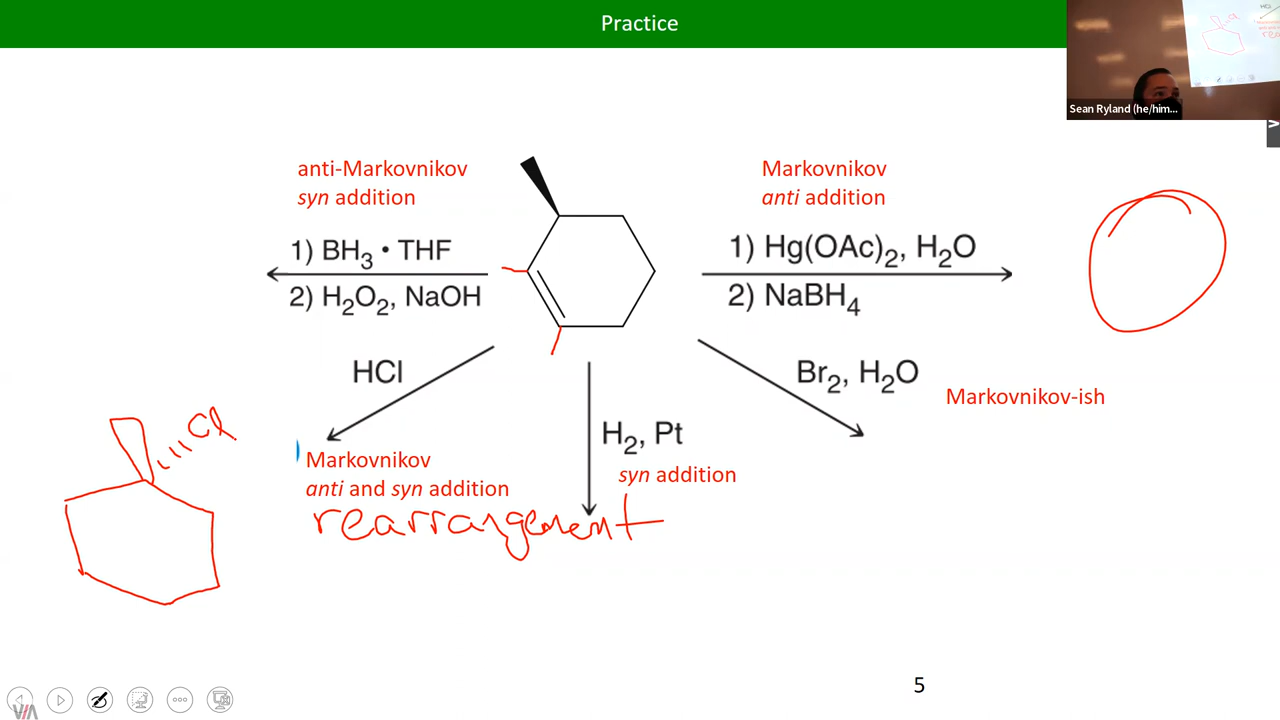 Practice
HCl
Sean Ryland (he/him...
anti-Markovnikov
syn addition
1) BH₃ • THF
2) H₂O₂, NaOH
Markovnikov
anti addition
1) Hg(OAc)₂, H₂O
2) NaBH₄
HCl
Br₂, H₂O
Markovnikov-ish
Cl
H₂, Pt
syn addition
Markovnikov
anti and syn addition
rearrangement
5
VIA